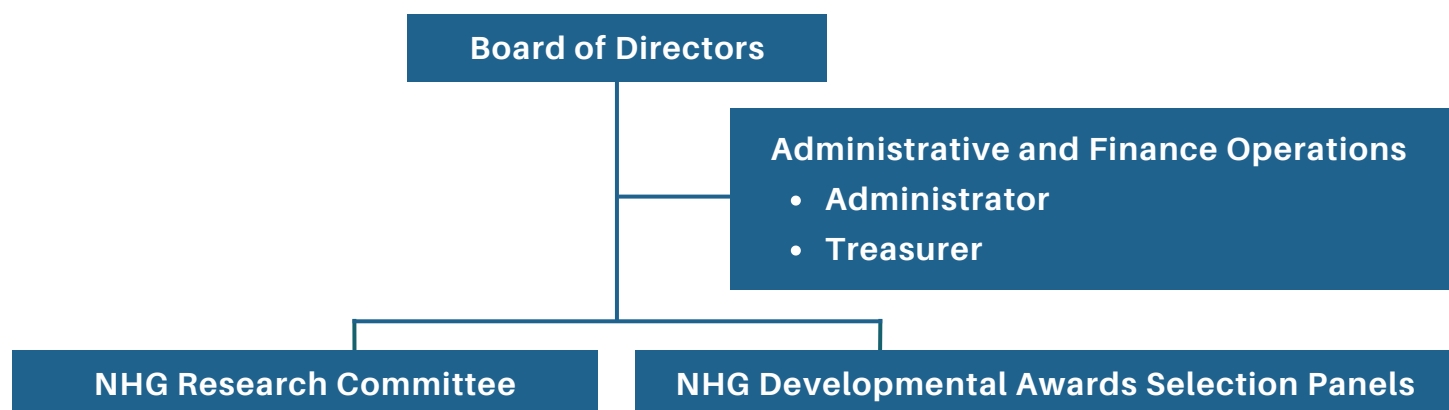 Board of Directors
Administrative and Finance Operations
• Administrator
• Treasurer
NHG Research Committee
NHG Developmental Awards Selection Panels